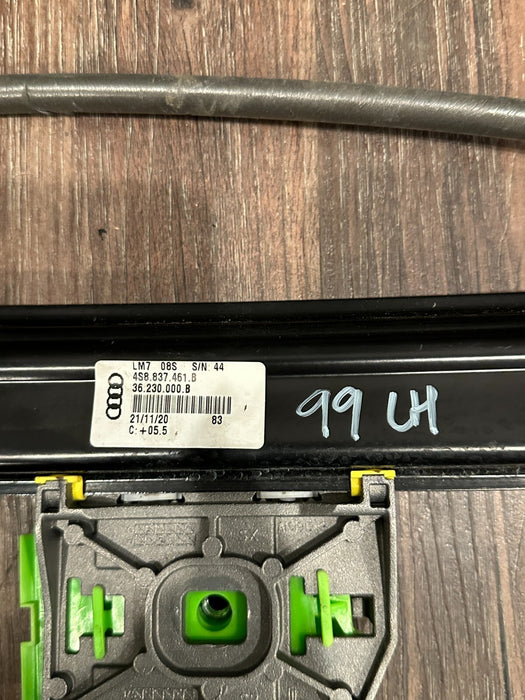 LM7 08S S/N: 44
4S8.837.461.B
36.230.000.B
21/11/20 83
C: +05.5
99 LH